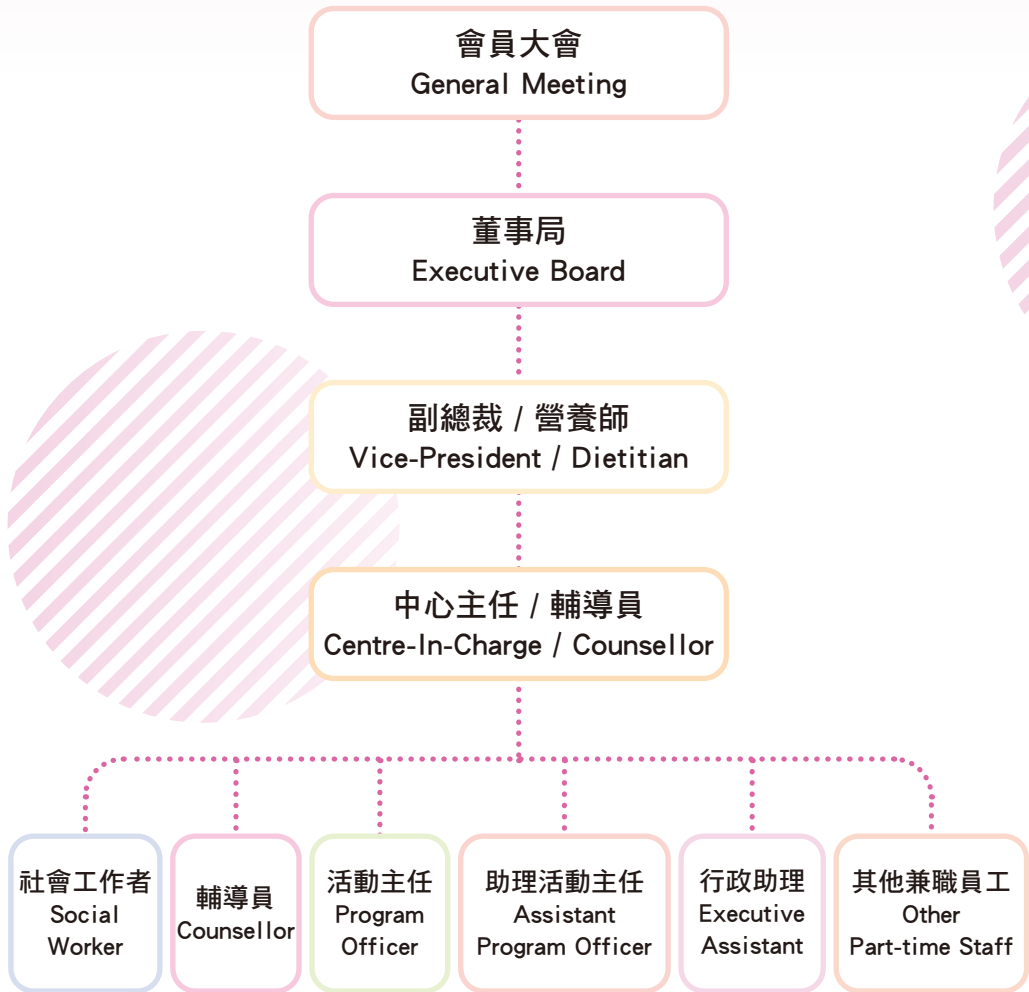 會員大會
General Meeting
董事局
Executive Board
副總裁 / 營養師
Vice-President / Dietitian
中心主任 / 輔導員
Centre-In-Charge / Counsellor
社會工作者
Social
Worker
輔導員
Counsellor
活動主任
Program
Officer
助理活動主任
Assistant
Program Officer
行政助理
Executive
Assistant
其他兼職員工
Other
Part-time Staff